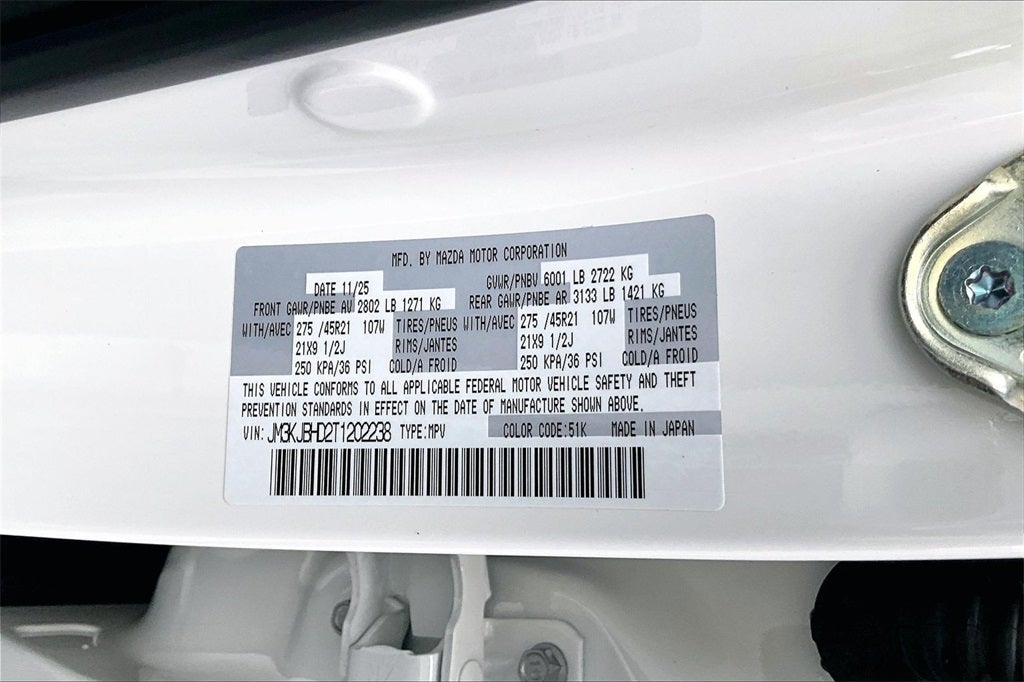 MFD. BY MAZDA MOTOR CORPORATION
DATE 11/25 GVWR/PNBV 6001 LB 2722 KG
FRONT GAWR/PNBE AV 2802 LB 1271 KG REAR GAWR/PNBE AR 3133 LB 1421 KG
WITH/AVEC 275 /45R21 107W TIRES/PNEUS WITH/AVEC 275 /45R21 107W TIRES/PNEUS
21X9 1/2J RIMS/JANTES 21X9 1/2J RIMS/JANTES
250 KPA/36 PSI COLD/A FROID 250 KPA/36 PSI COLD/A FROID
THIS VEHICLE CONFORMS TO ALL APPLICABLE FEDERAL MOTOR VEHICLE SAFETY AND THEFT
PREVENTION STANDARDS IN EFFECT ON THE DATE OF MANUFACTURE SHOWN ABOVE.
VIN: JM3KJBHD2T1202238 TYPE:MPV COLOR CODE:51K MADE IN JAPAN